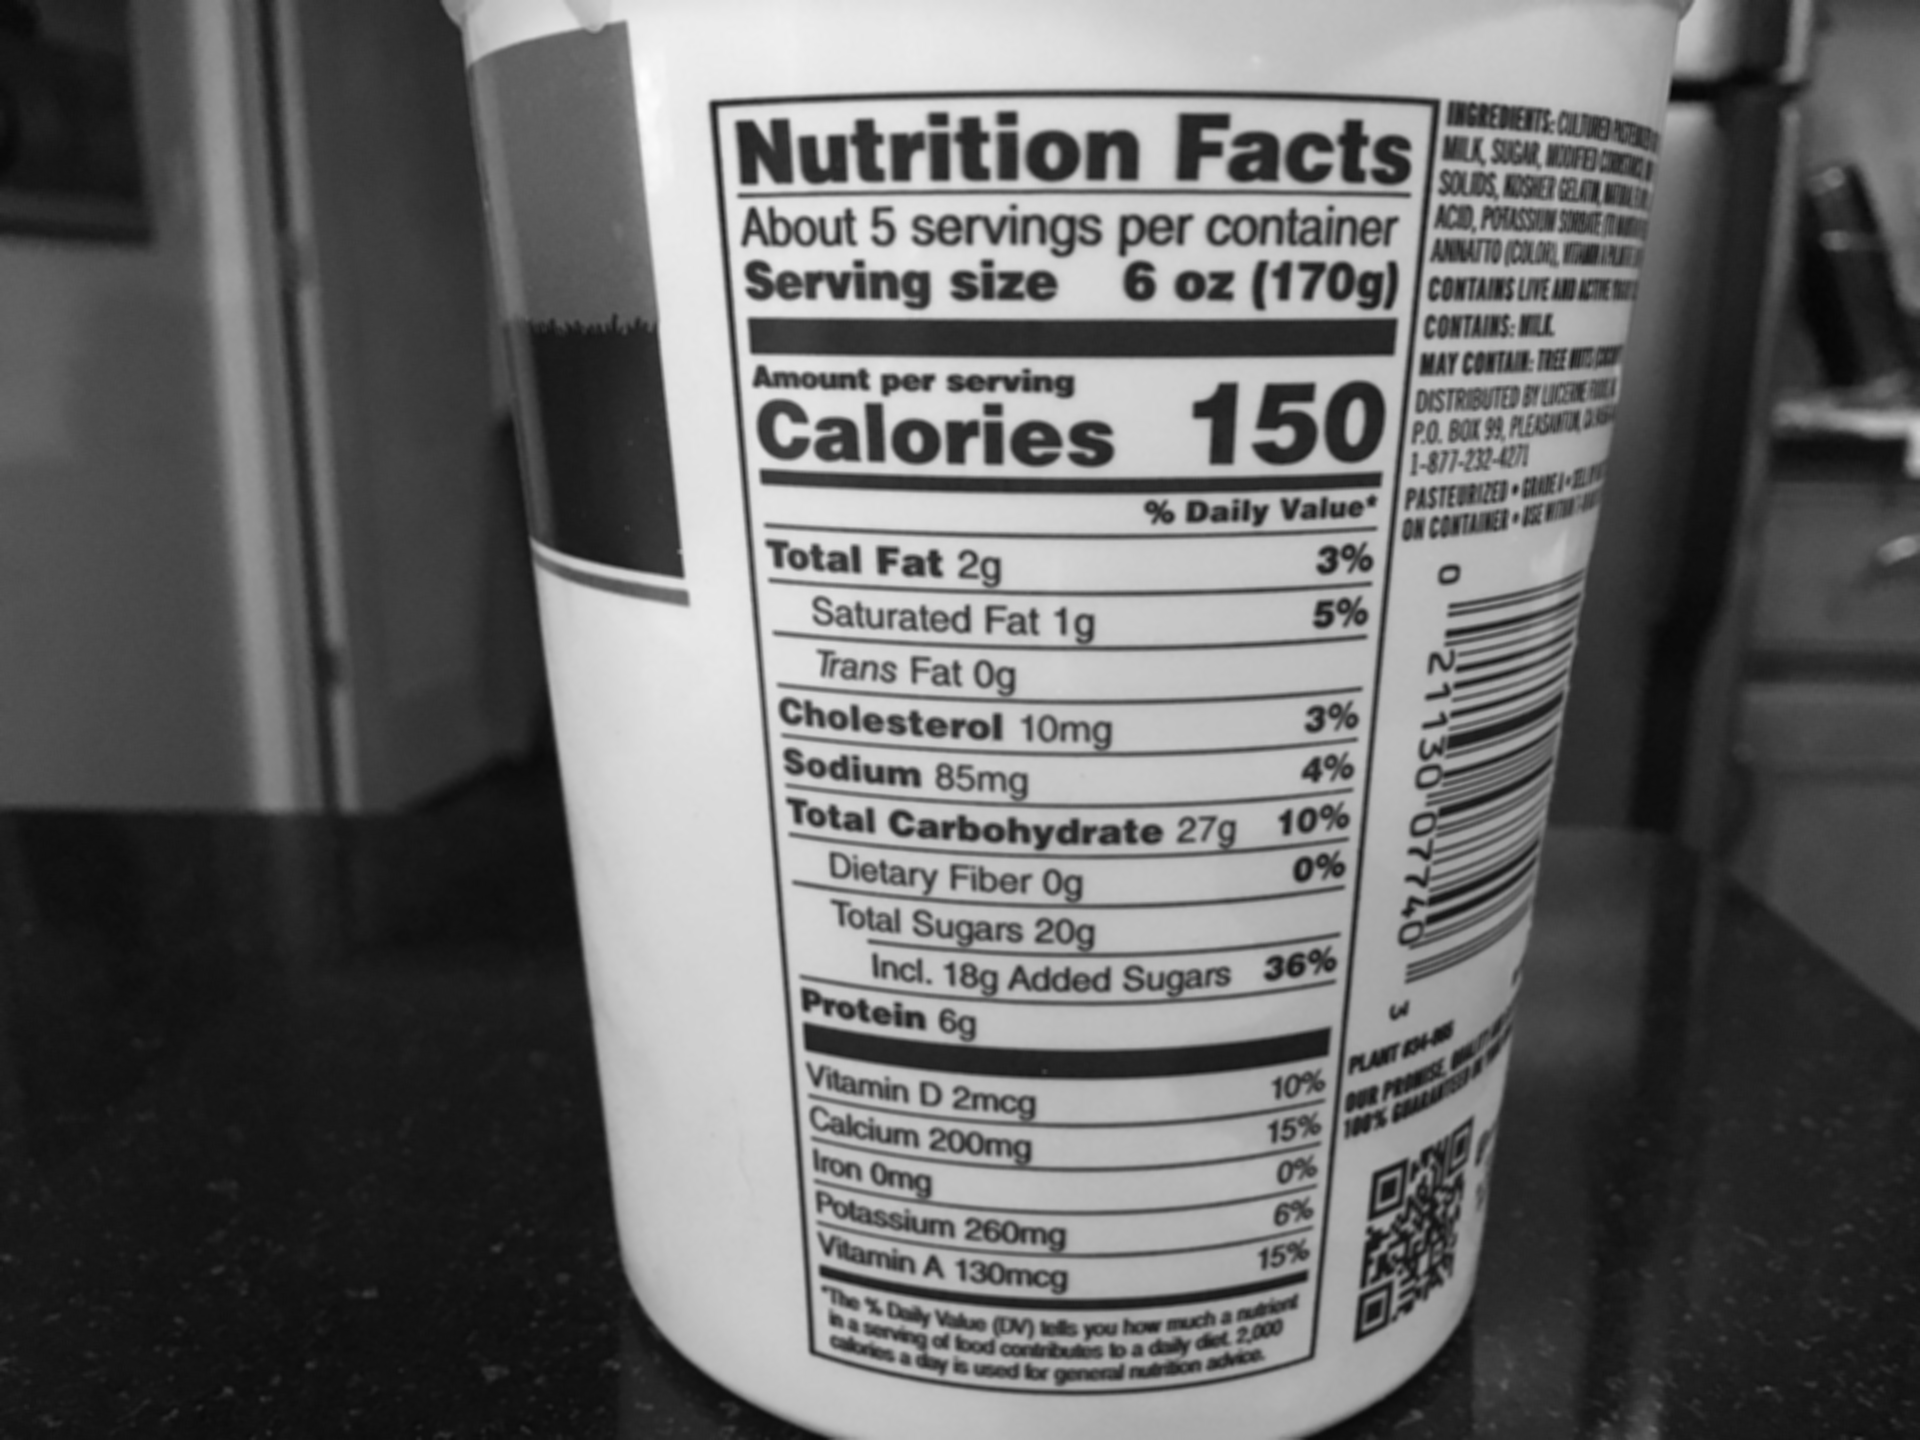 Nutrition Facts
About 5 servings per container
Serving size 6 oz (170g)
Amount per serving
Calories 150
% Daily Value*
Total Fat 2g 3%
Saturated Fat 1g 5%
Trans Fat 0g
Cholesterol 10mg 3%
Sodium 85mg 4%
Total Carbohydrate 27g 10%
Dietary Fiber 0g 0%
Total Sugars 20g
Incl. 18g Added Sugars 36%
Protein 6g
Vitamin D 2mcg 10%
Calcium 200mg 15%
Iron 0mg 0%
Potassium 260mg 6%
Vitamin A 130mcg 15%
*The % Daily Value (DV) tells you how much a nutrient
in a serving of food contributes to a daily diet. 2,000
calories a day is used for general nutrition advice.
INGREDIENTS: CULTURED
MILK, SUGAR, MODIFIED
SOLIDS, KOSHER GELATIN,
ACID, POTASSIUM SORBATE
ANNATTO (COLOR), VITAMIN A
CONTAINS LIVE AND ACTIVE
CONTAINS: MILK.
MAY CONTAIN: TREE NUTS
DISTRIBUTED BY LUCERNE FOODS
P.O. BOX 99, PLEASANTON, CA
1-877-232-4271
PASTEURIZED • GRADE A •
ON CONTAINER • USE WITHIN
0 21130 07740 3
PLANT #34-
OUR PROMISE, QUALITY
100% GUARANTEED